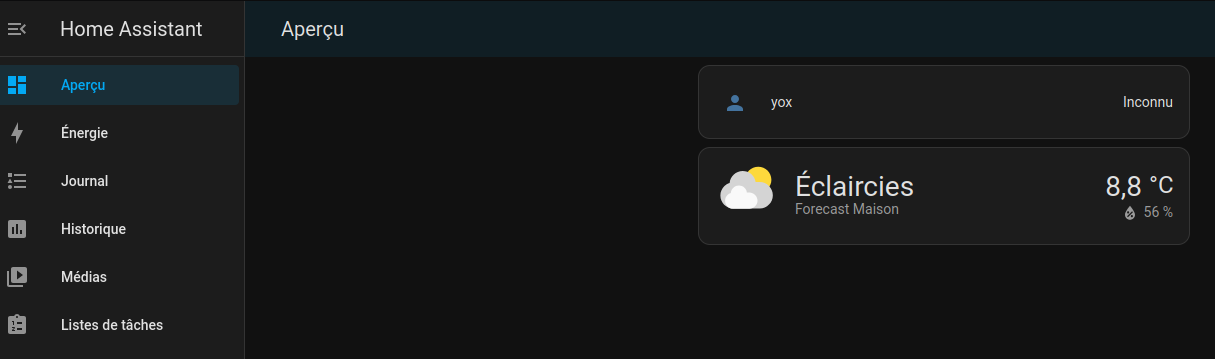 Home Assistant
Aperçu
Énergie
Journal
Historique
Médias
Listes de tâches
Aperçu
yox Inconnu
Éclaircies 8,8 °C
Forecast Maison 56 %